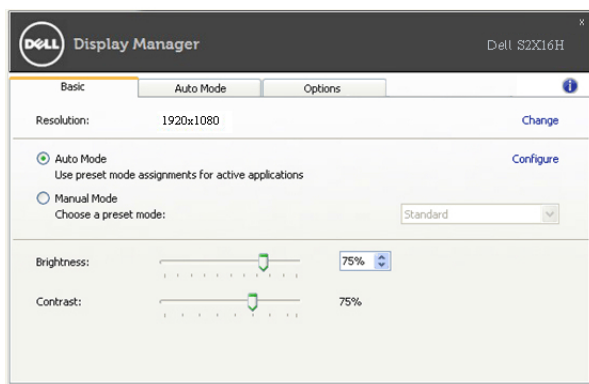 x
DELL Display Manager Dell S2X16H
Basic Auto Mode Options
Resolution: 1920x1080 Change
Auto Mode Configure
Use preset mode assignments for active applications
Manual Mode
Choose a preset mode: Standard
Brightness: 75%
Contrast: 75%